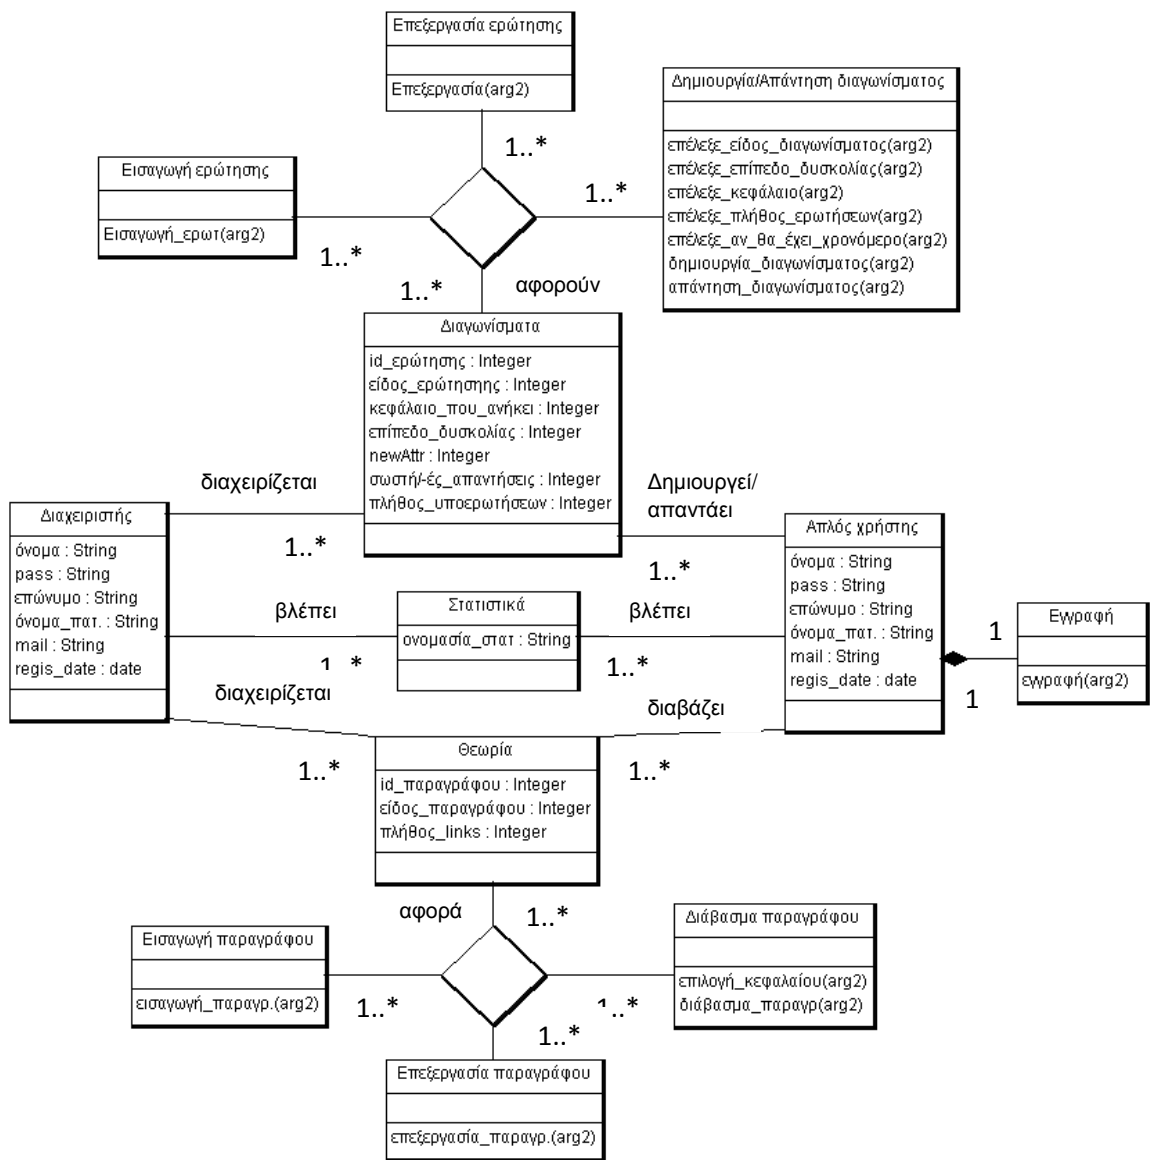 Επεξεργασία ερώτησης
Επεξεργασία(arg2)
1..*
Δημιουργία/Απάντηση διαγωνίσματος
επέλεξε_είδος_διαγωνίσματος(arg2)
επέλεξε_επίπεδο_δυσκολίας(arg2)
επέλεξε_κεφάλαιο(arg2)
επέλεξε_πλήθος_ερωτήσεων(arg2)
επέλεξε_αν_θα_έχει_χρονόμερο(arg2)
δημιουργία_διαγωνίσματος(arg2)
απάντηση_διαγωνίσματος(arg2)
1..*
Εισαγωγή ερώτησης
Εισαγωγή_ερωτ(arg2)
1..*
1..*
αφορούν
Διαγωνίσματα
id_ερώτησης : Integer
είδος_ερώτησηης : Integer
κεφάλαιο_που_ανήκει : Integer
επίπεδο_δυσκολίας : Integer
newAttr : Integer
σωστή/-ές_απαντήσεις : Integer
πλήθος_υποερωτήσεων : Integer
διαχειρίζεται
1..*
Δημιουργεί/
απαντάει
1..*
Διαχειριστής
όνομα : String
pass : String
επώνυμο : String
όνομα_πατ. : String
mail : String
regis_date : date
Απλός χρήστης
όνομα : String
pass : String
επώνυμο : String
όνομα_πατ. : String
mail : String
regis_date : date
βλέπει
1..*
Στατιστικά
ονομασία_στατ : String
βλέπει
1..*
1
1
Εγγραφή
εγγραφή(arg2)
διαχειρίζεται
1..*
διαβάζει
1..*
Θεωρία
id_παραγράφου : Integer
είδος_παραγράφου : Integer
πλήθος_links : Integer
αφορά
1..*
Εισαγωγή παραγράφου
εισαγωγή_παραγρ.(arg2)
1..*
Διάβασμα παραγράφου
επιλογή_κεφαλαίου(arg2)
διάβασμα_παραγρ(arg2)
1..*
1..*
Επεξεργασία παραγράφου
επεξεργασία_παραγρ.(arg2)